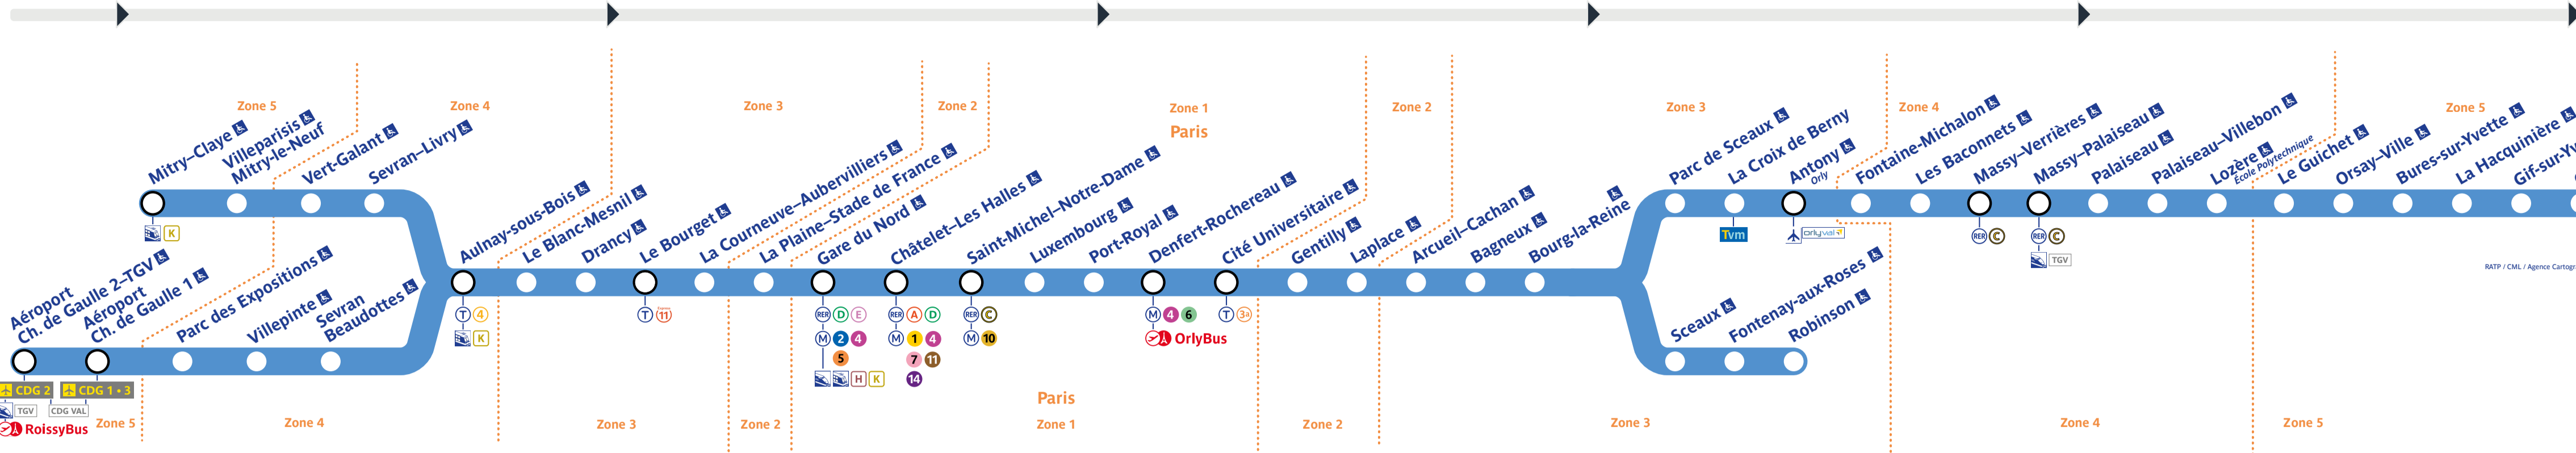 Zone 5
Zone 4
Zone 3
Zone 2
Zone 1
Paris
Zone 2
Zone 3
Zone 4
Zone 5
Mitry–Claye
Villeparisis
Mitry-le-Neuf
Vert-Galant
Sevran–Livry
K
Aéroport
Ch. de Gaulle 2–TGV
Aéroport
Ch. de Gaulle 1
Parc des Expositions
Villepinte
Sevran
Beaudottes
CDG 2
CDG 1 • 3
TGV
CDG VAL
RoissyBus
Aulnay-sous-Bois
T 4
K
Le Blanc-Mesnil
Drancy
Le Bourget
T 11
La Courneuve–Aubervilliers
La Plaine–Stade de France
Gare du Nord
RER D E
M 2 4
5
H K
Châtelet–Les Halles
RER A D
M 1 4
7 11
14
Saint-Michel–Notre-Dame
RER C
M 10
Luxembourg
Port-Royal
Denfert-Rochereau
M 4 6
OrlyBus
Cité Universitaire
T 3a
Gentilly
Laplace
Arcueil–Cachan
Bagneux
Bourg-la-Reine
Parc de Sceaux
La Croix de Berny
Tvm
Antony
Orly
orlyval
Fontaine-Michalon
Les Baconnets
Massy–Verrières
RER C
Massy–Palaiseau
RER C
TGV
Palaiseau
Palaiseau–Villebon
Lozère
École Polytechnique
Le Guichet
Orsay–Ville
Bures-sur-Yvette
La Hacquinière
Gif-sur-Yv
Sceaux
Fontenay-aux-Roses
Robinson
RATP / CML / Agence Cartogra
Zone 5
Zone 4
Zone 3
Zone 2
Paris
Zone 1
Zone 2
Zone 3
Zone 4
Zone 5